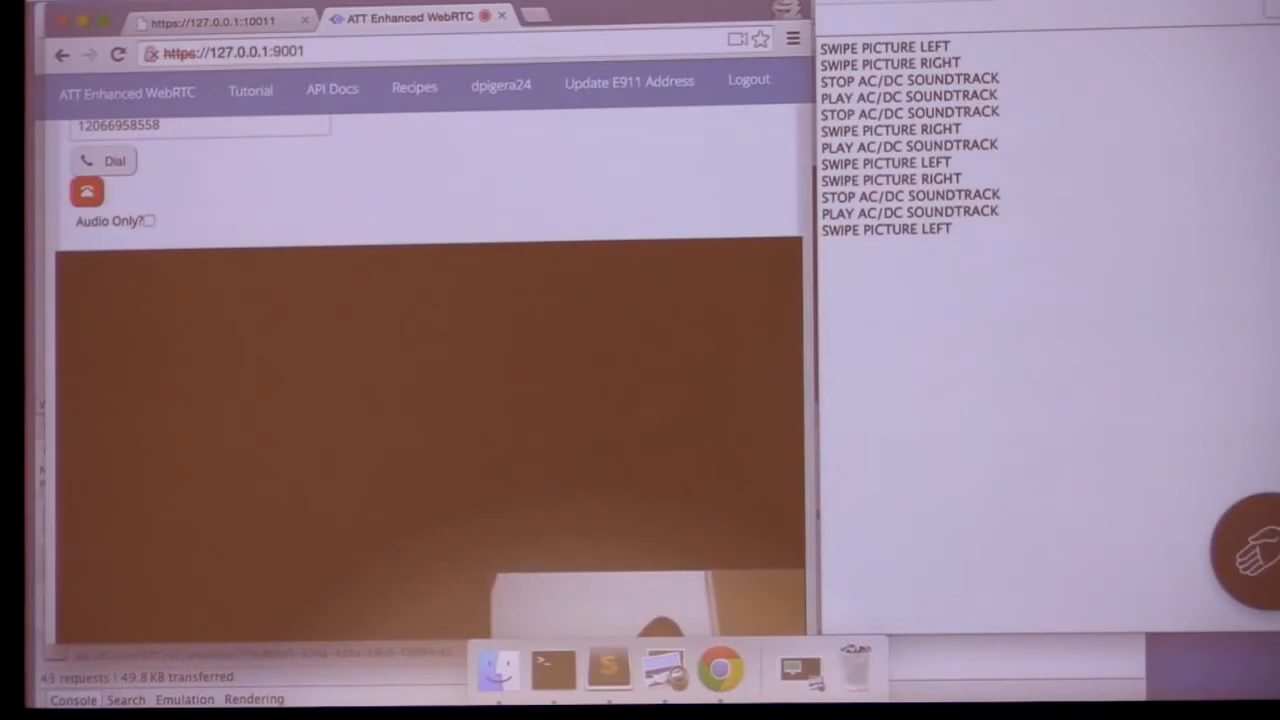 https://127.0.0.1:10011
ATT Enhanced WebRTC
https://127.0.0.1:9001
ATT Enhanced WebRTC Tutorial API Docs Recipes dpigera24 Update E911 Address Logout
12066958558
Dial
Audio Only?
43 requests | 49.8 KB transferred
Console Search Emulation Rendering
SWIPE PICTURE LEFT
SWIPE PICTURE RIGHT
STOP AC/DC SOUNDTRACK
PLAY AC/DC SOUNDTRACK
STOP AC/DC SOUNDTRACK
SWIPE PICTURE RIGHT
PLAY AC/DC SOUNDTRACK
SWIPE PICTURE LEFT
SWIPE PICTURE RIGHT
STOP AC/DC SOUNDTRACK
PLAY AC/DC SOUNDTRACK
SWIPE PICTURE LEFT